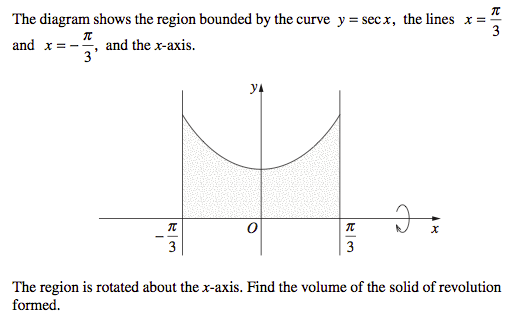 The diagram shows the region bounded by the curve y = sec x, the lines x = π/3
and x = −π/3, and the x-axis.
y
−π/3
O
π/3
x
The region is rotated about the x-axis. Find the volume of the solid of revolution
formed.